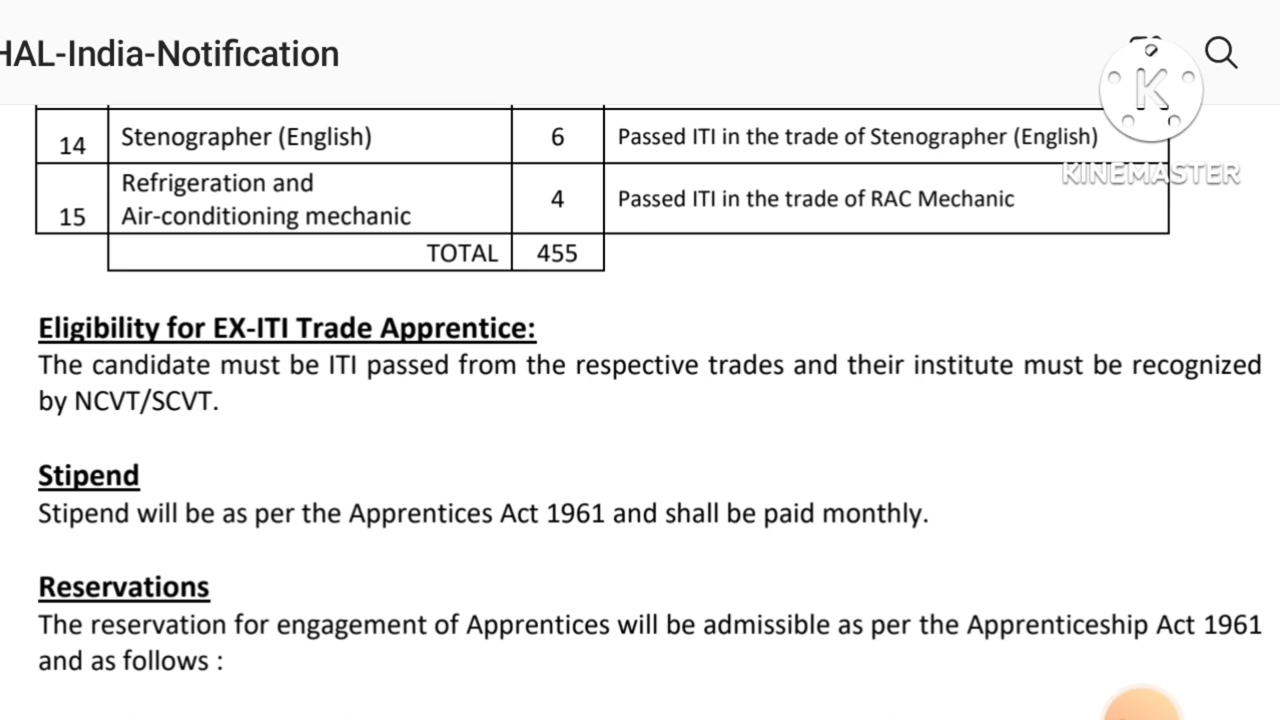 HAL-India-Notification
K
KINEMASTER
14 Stenographer (English) 6 Passed ITI in the trade of Stenographer (English)
15 Refrigeration and Air-conditioning mechanic 4 Passed ITI in the trade of RAC Mechanic
TOTAL 455
Eligibility for EX-ITI Trade Apprentice:
The candidate must be ITI passed from the respective trades and their institute must be recognized
by NCVT/SCVT.
Stipend
Stipend will be as per the Apprentices Act 1961 and shall be paid monthly.
Reservations
The reservation for engagement of Apprentices will be admissible as per the Apprenticeship Act 1961
and as follows :